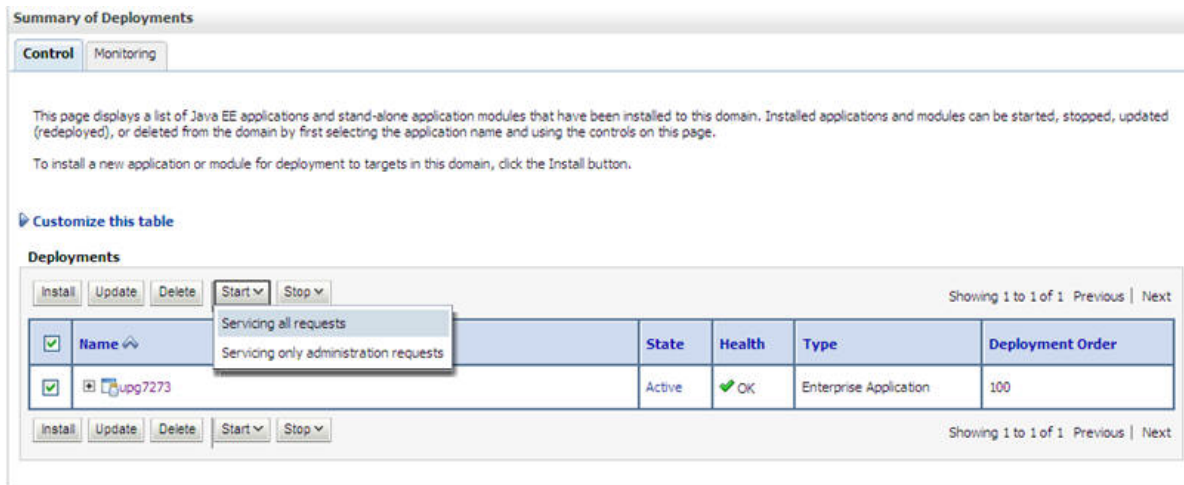 Summary of Deployments
Control Monitoring
This page displays a list of Java EE applications and stand-alone application modules that have been installed to this domain. Installed applications and modules can be started, stopped, updated
(redeployed), or deleted from the domain by first selecting the application name and using the controls on this page.
To install a new application or module for deployment to targets in this domain, click the Install button.
Customize this table
Deployments
Install Update Delete Start Stop Showing 1 to 1 of 1 Previous | Next
Servicing all requests
Servicing only administration requests
Name State Health Type Deployment Order
upg7273 Active OK Enterprise Application 100
Install Update Delete Start Stop Showing 1 to 1 of 1 Previous | Next